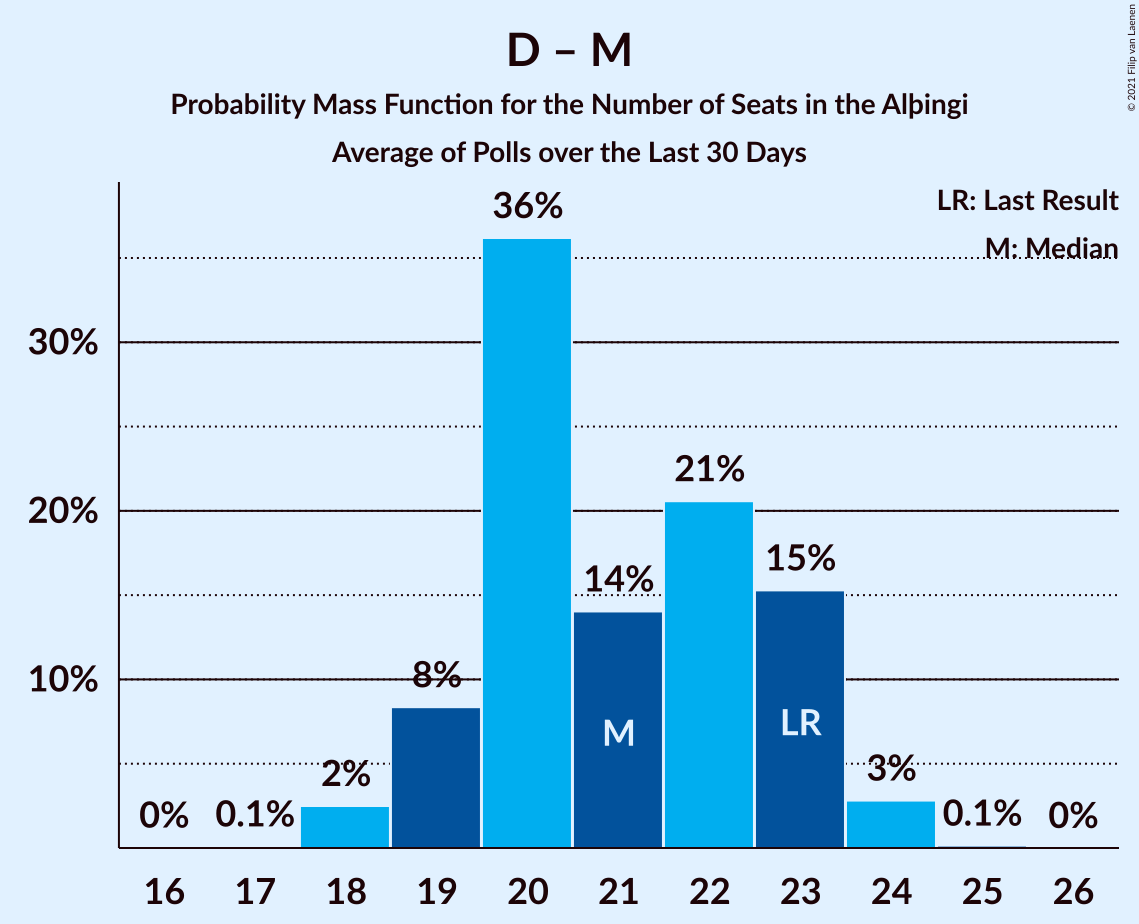 D – M
Probability Mass Function for the Number of Seats in the Alþingi
Average of Polls over the Last 30 Days
© 2021 Filip van Laenen
LR: Last Result
M: Median
30%
20%
10%
0%
0.1%
2%
8%
36%
14%
21%
15%
3%
0.1%
0%
M
LR
16 17 18 19 20 21 22 23 24 25 26